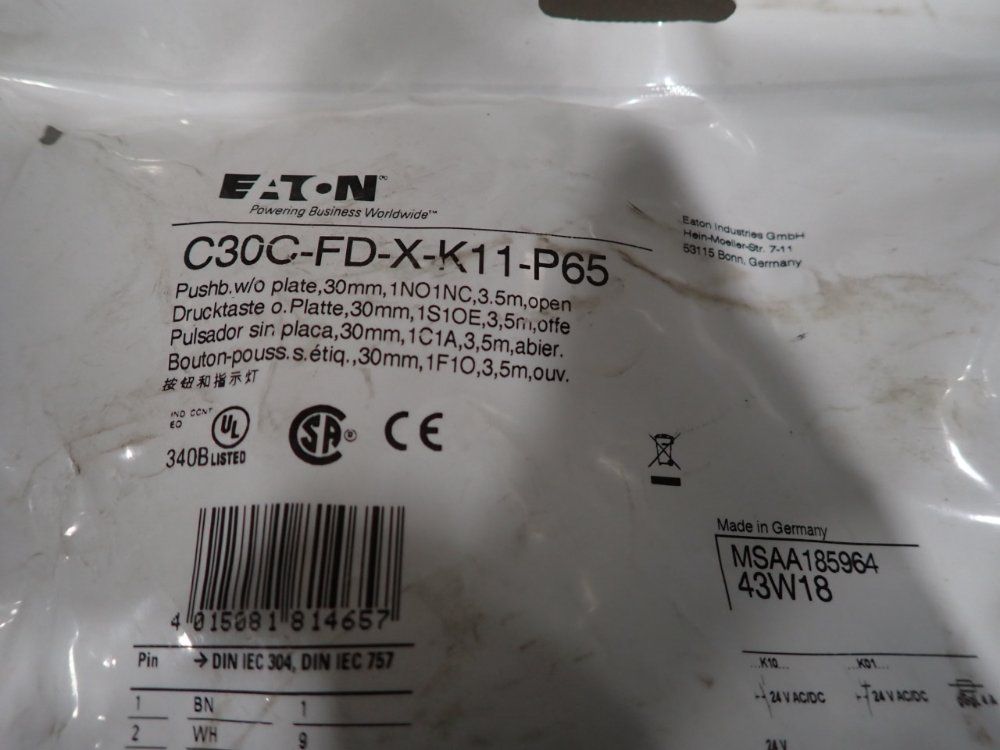 EATON
Powering Business Worldwide™
C30C-FD-X-K11-P65
Pushb.w/o plate,30mm,1NO1NC,3.5m,open
Drucktaste o.Platte,30mm,1S1OE,3,5m,offe
Pulsador sin placa,30mm,1C1A,3,5m,abier.
Bouton-pouss.s.étiq.,30mm,1F1O,3,5m,ouv.
按钮和指示灯
Eaton Industries GmbH
Hein-Moeller-Str. 7-11
53115 Bonn, Germany
IND CONT
EQ
UL
340B LISTED
SA®
CE
4 015081 814657
Made in Germany
MSAA185964
43W18
Pin → DIN IEC 304, DIN IEC 757
1 BN 1
2 WH 9
...K10...
24 V AC/DC
...K01...
24 V AC/DC
24 V